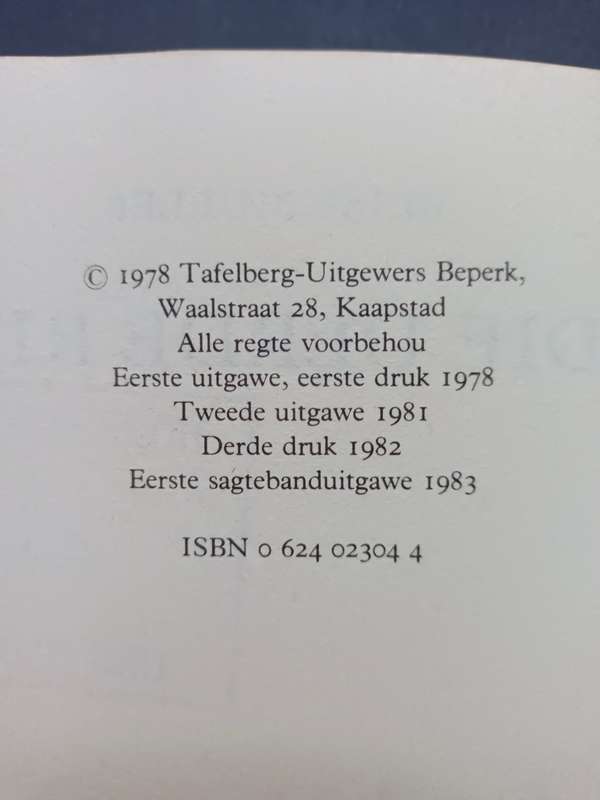 © 1978 Tafelberg-Uitgewers Beperk,
Waalstraat 28, Kaapstad
Alle regte voorbehou
Eerste uitgawe, eerste druk 1978
Tweede uitgawe 1981
Derde druk 1982
Eerste sagtebanduitgawe 1983
ISBN 0 624 02304 4